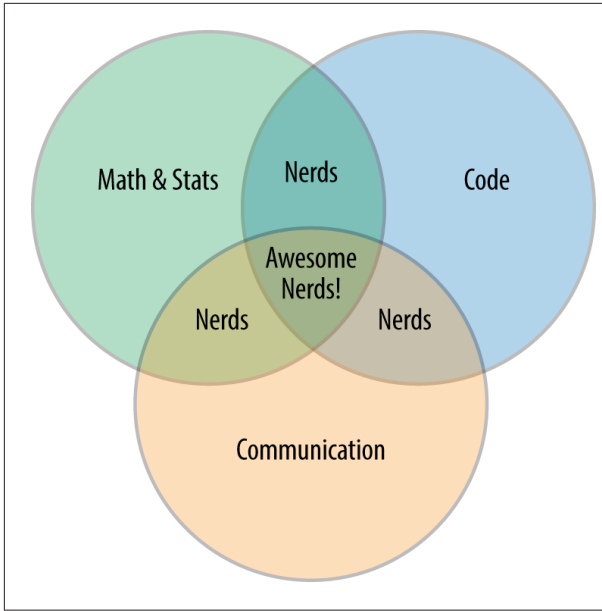 Nerds
Math & Stats
Code
Awesome
Nerds!
Nerds
Nerds
Communication